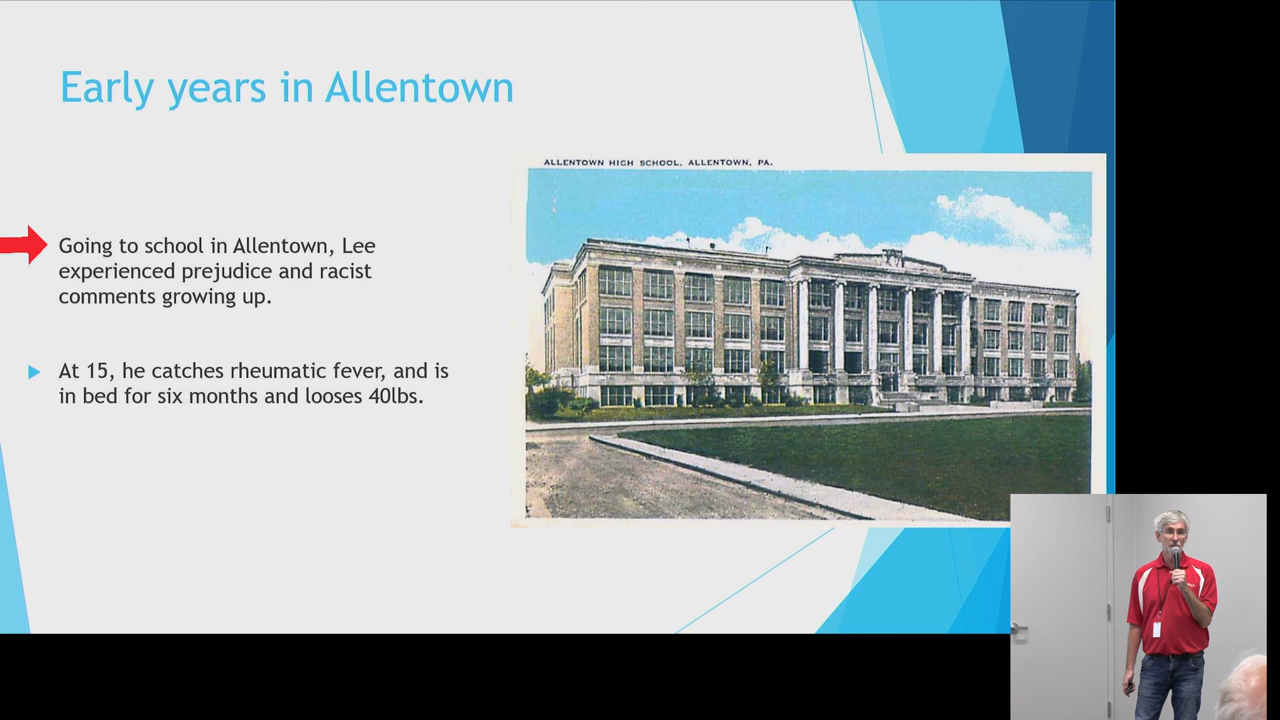 Early years in Allentown
ALLENTOWN HIGH SCHOOL, ALLENTOWN, PA.
Going to school in Allentown, Lee
experienced prejudice and racist
comments growing up.
At 15, he catches rheumatic fever, and is
in bed for six months and looses 40lbs.